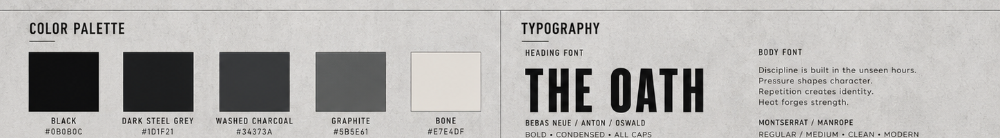 COLOR PALETTE
BLACK
#0B0B0C
DARK STEEL GREY
#1D1F21
WASHED CHARCOAL
#34373A
GRAPHITE
#5B5E61
BONE
#E7E4DF
TYPOGRAPHY
HEADING FONT
THE OATH
BEBAS NEUE / ANTON / OSWALD
BOLD • CONDENSED • ALL CAPS
BODY FONT
Discipline is built in the unseen hours.
Pressure shapes character.
Repetition creates identity.
Heat forges strength.
MONTSERRAT / MANROPE
REGULAR / MEDIUM • CLEAN • MODERN